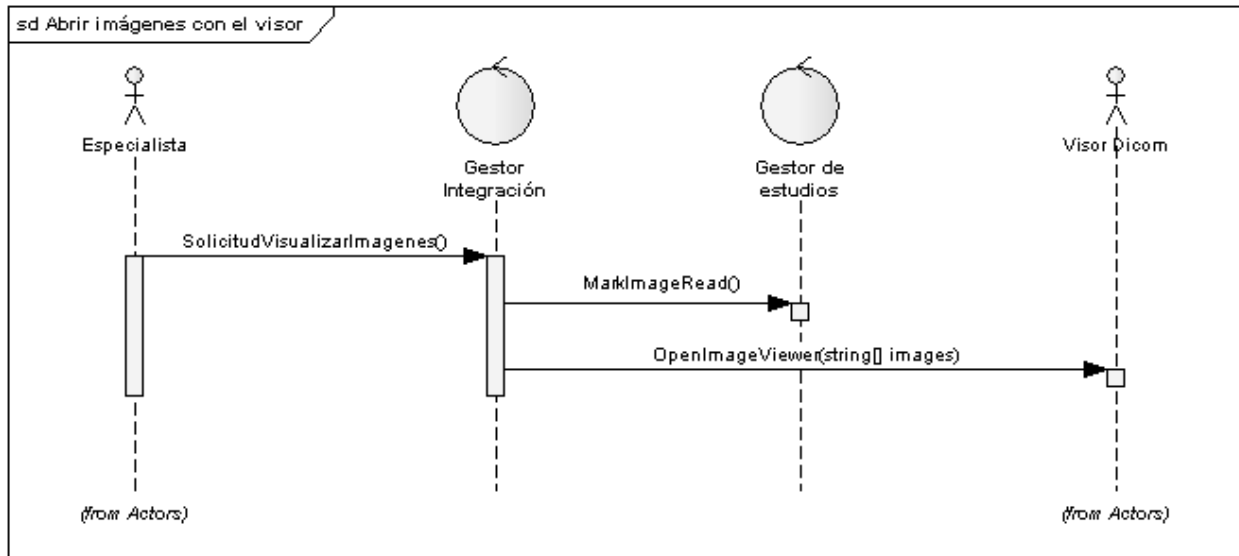 sd Abrir imágenes con el visor
Especialista
Gestor
Integración
Gestor de
estudios
Visor Dicom
SolicitudVisualizarImagenes()
MarkImageRead()
OpenImageViewer(string[] images)
(from Actors)
(from Actors)